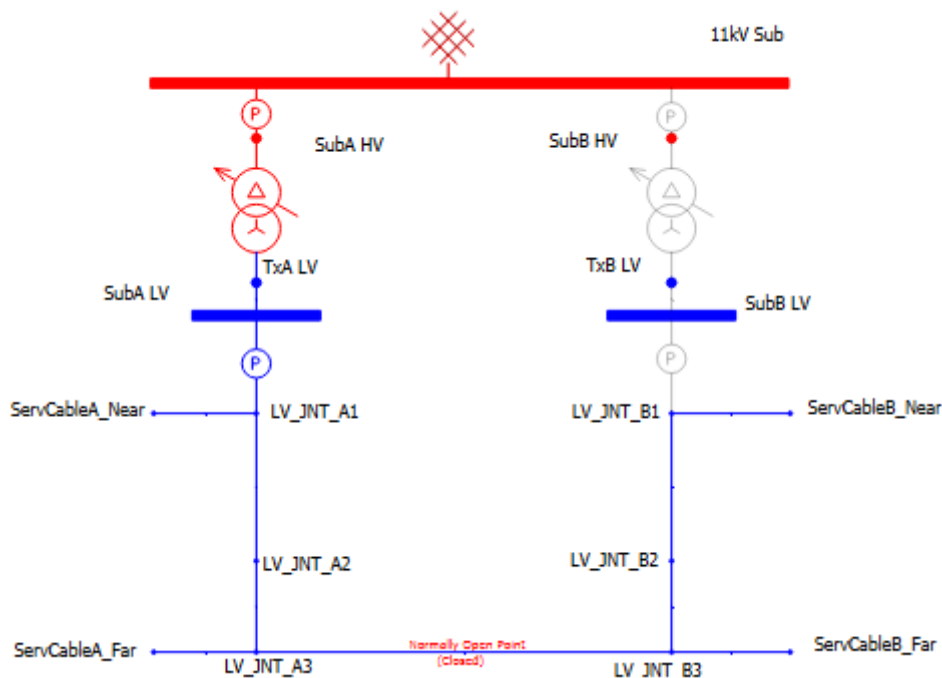 11kV Sub
P
P
SubA HV
SubB HV
TxA LV
TxB LV
SubA LV
SubB LV
P
P
ServCableA_Near
LV_JNT_A1
LV_JNT_B1
ServCableB_Near
LV_JNT_A2
LV_JNT_B2
ServCableA_Far
Normally Open Point
(Closed)
ServCableB_Far
LV_JNT_A3
LV_JNT_B3